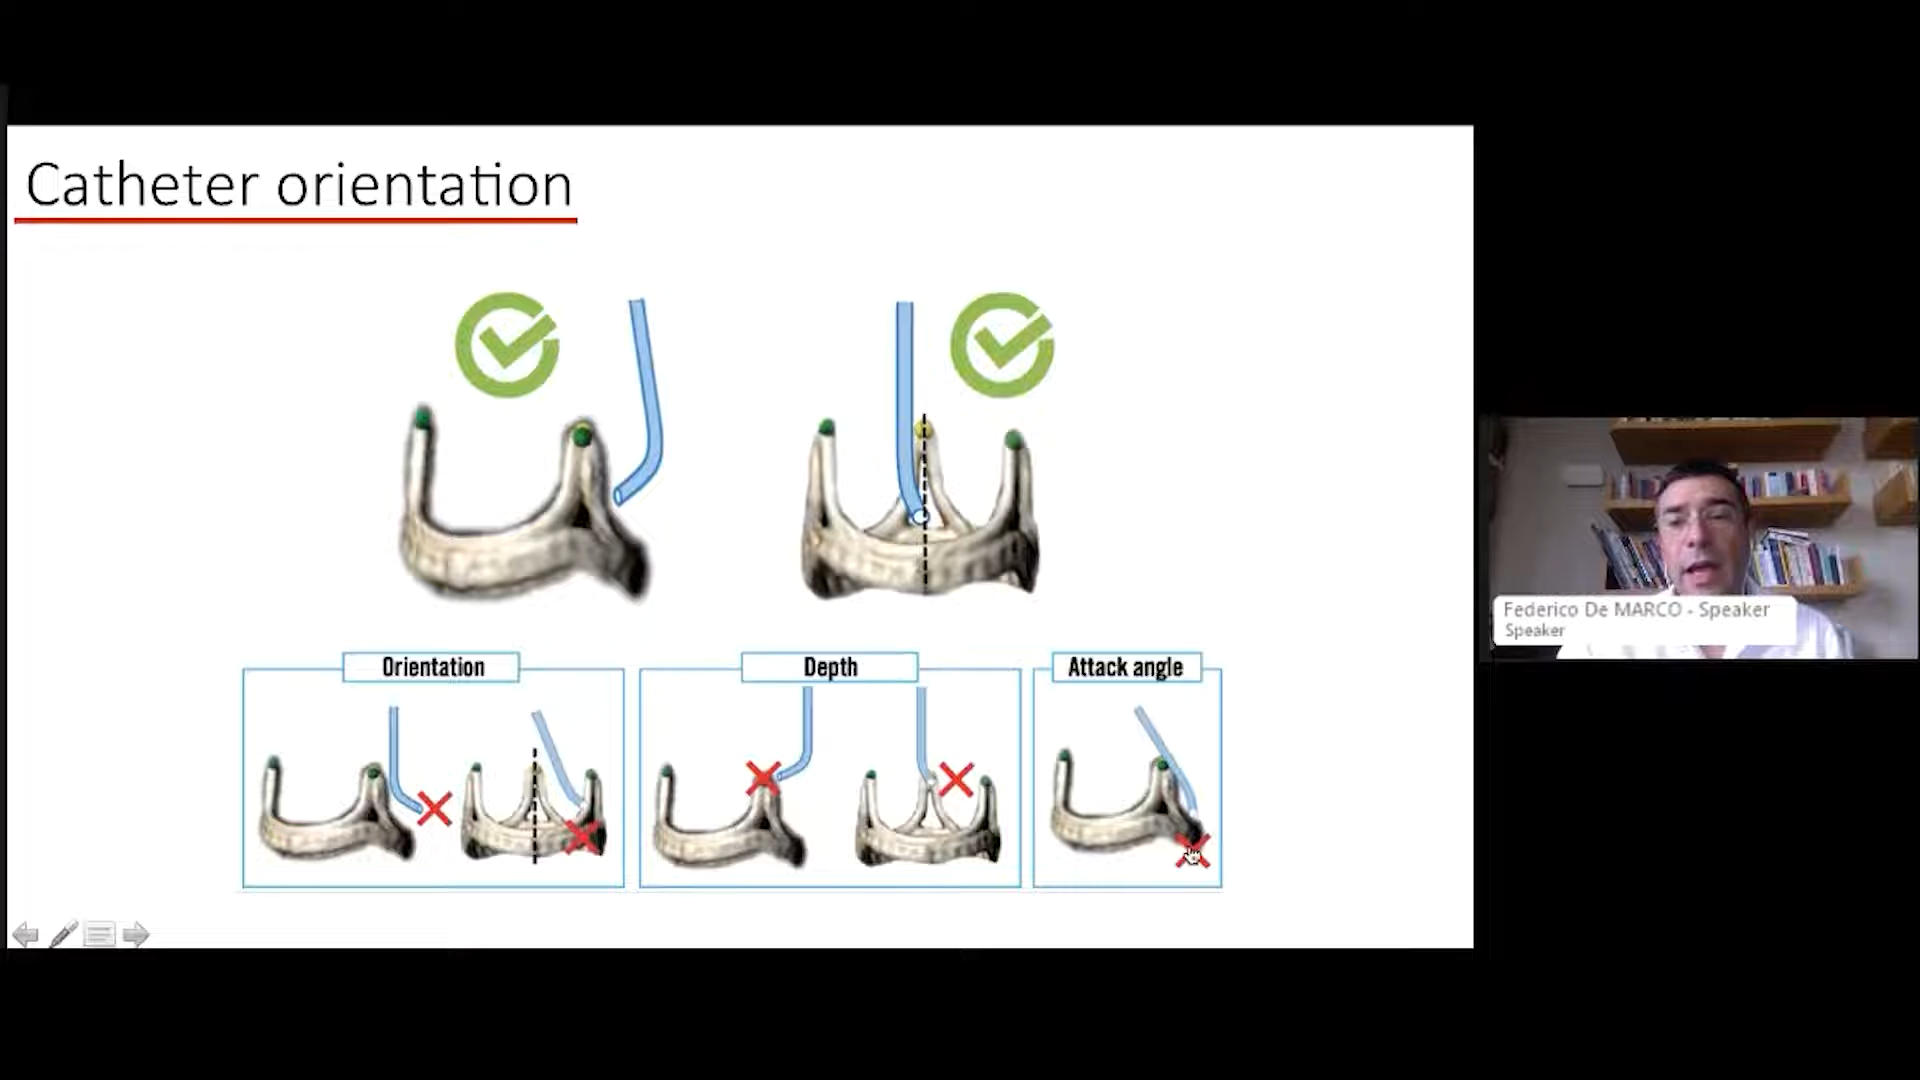 Catheter orientation
Orientation
Depth
Attack angle
Federico De MARCO - Speaker
Speaker